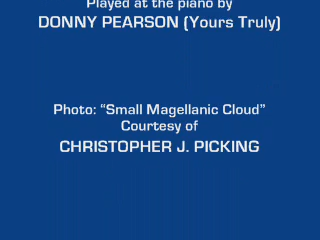 Played at the piano by
DONNY PEARSON (Yours Truly)
Photo: “Small Magellanic Cloud”
Courtesy of
CHRISTOPHER J. PICKING